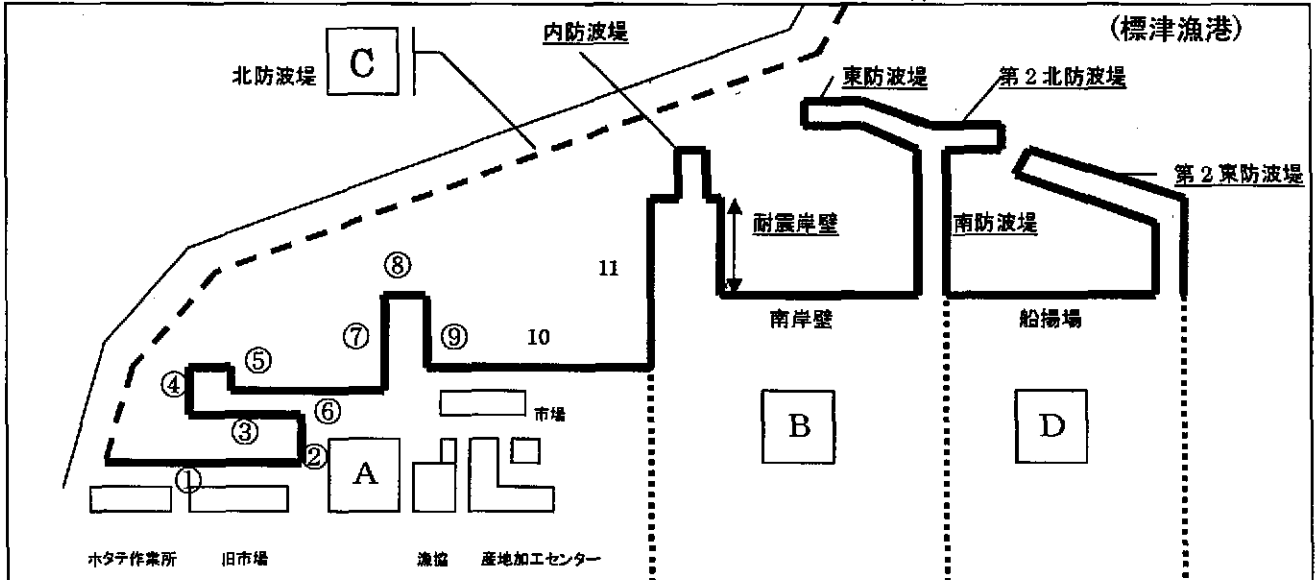 (標津漁港)
内防波堤
北防波堤
C
東防波堤
第2北防波堤
第2東防波堤
耐震岸壁
南防波堤
⑧
11
南岸壁
船揚場
⑦
⑨
10
⑤
④
⑥
市場
③
B
D
②
A
①
ホタテ作業所
旧市場
漁協
産地加工センター